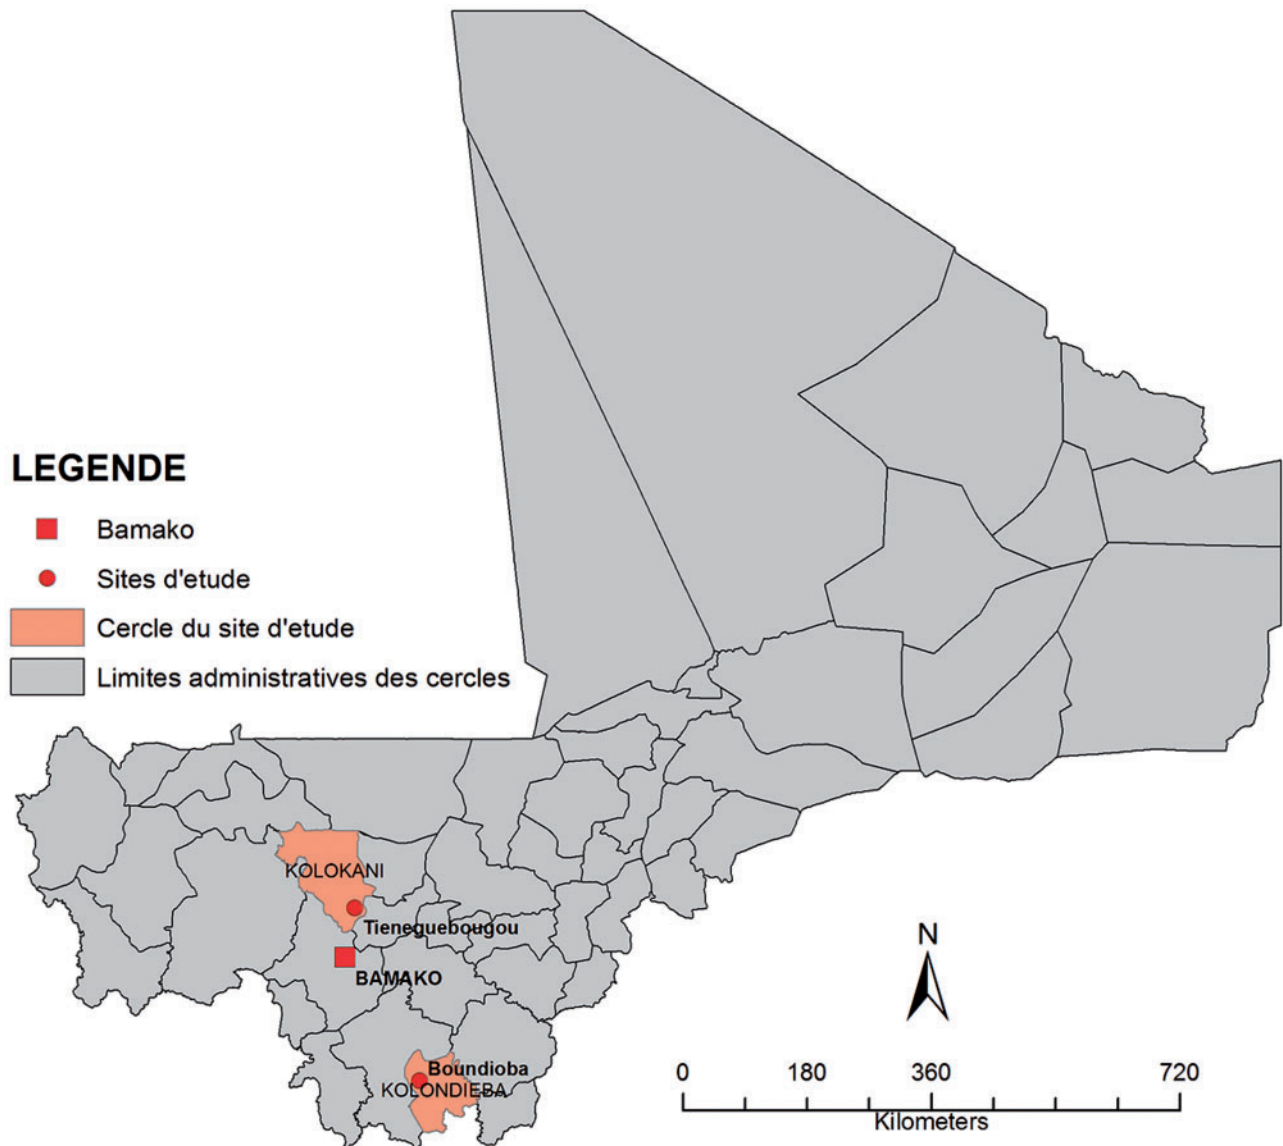 LEGENDE
Bamako
Sites d'etude
Cercle du site d'etude
Limites administratives des cercles
KOLOKANI
Tieneguebougou
BAMAKO
Boundioba
KOLONDIEBA
N
0 180 360 720
Kilometers